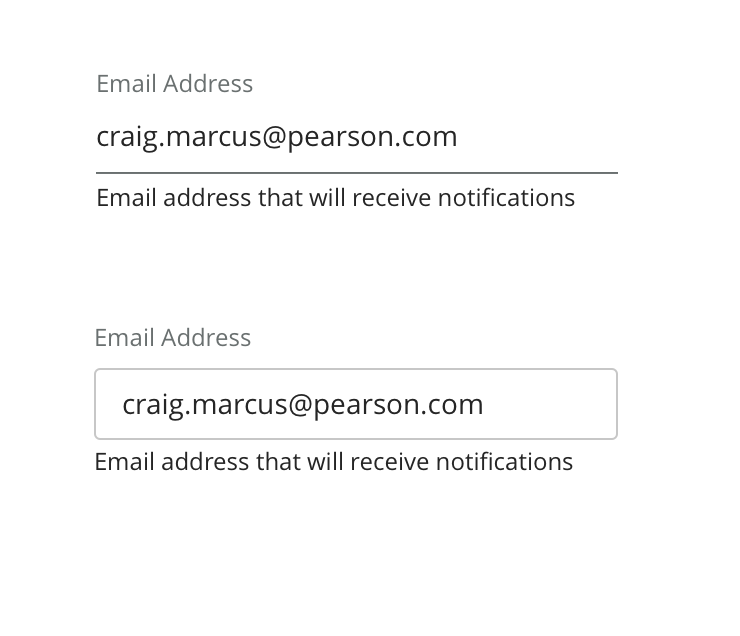 Email Address
craig.marcus@pearson.com
Email address that will receive notifications
Email Address
craig.marcus@pearson.com
Email address that will receive notifications